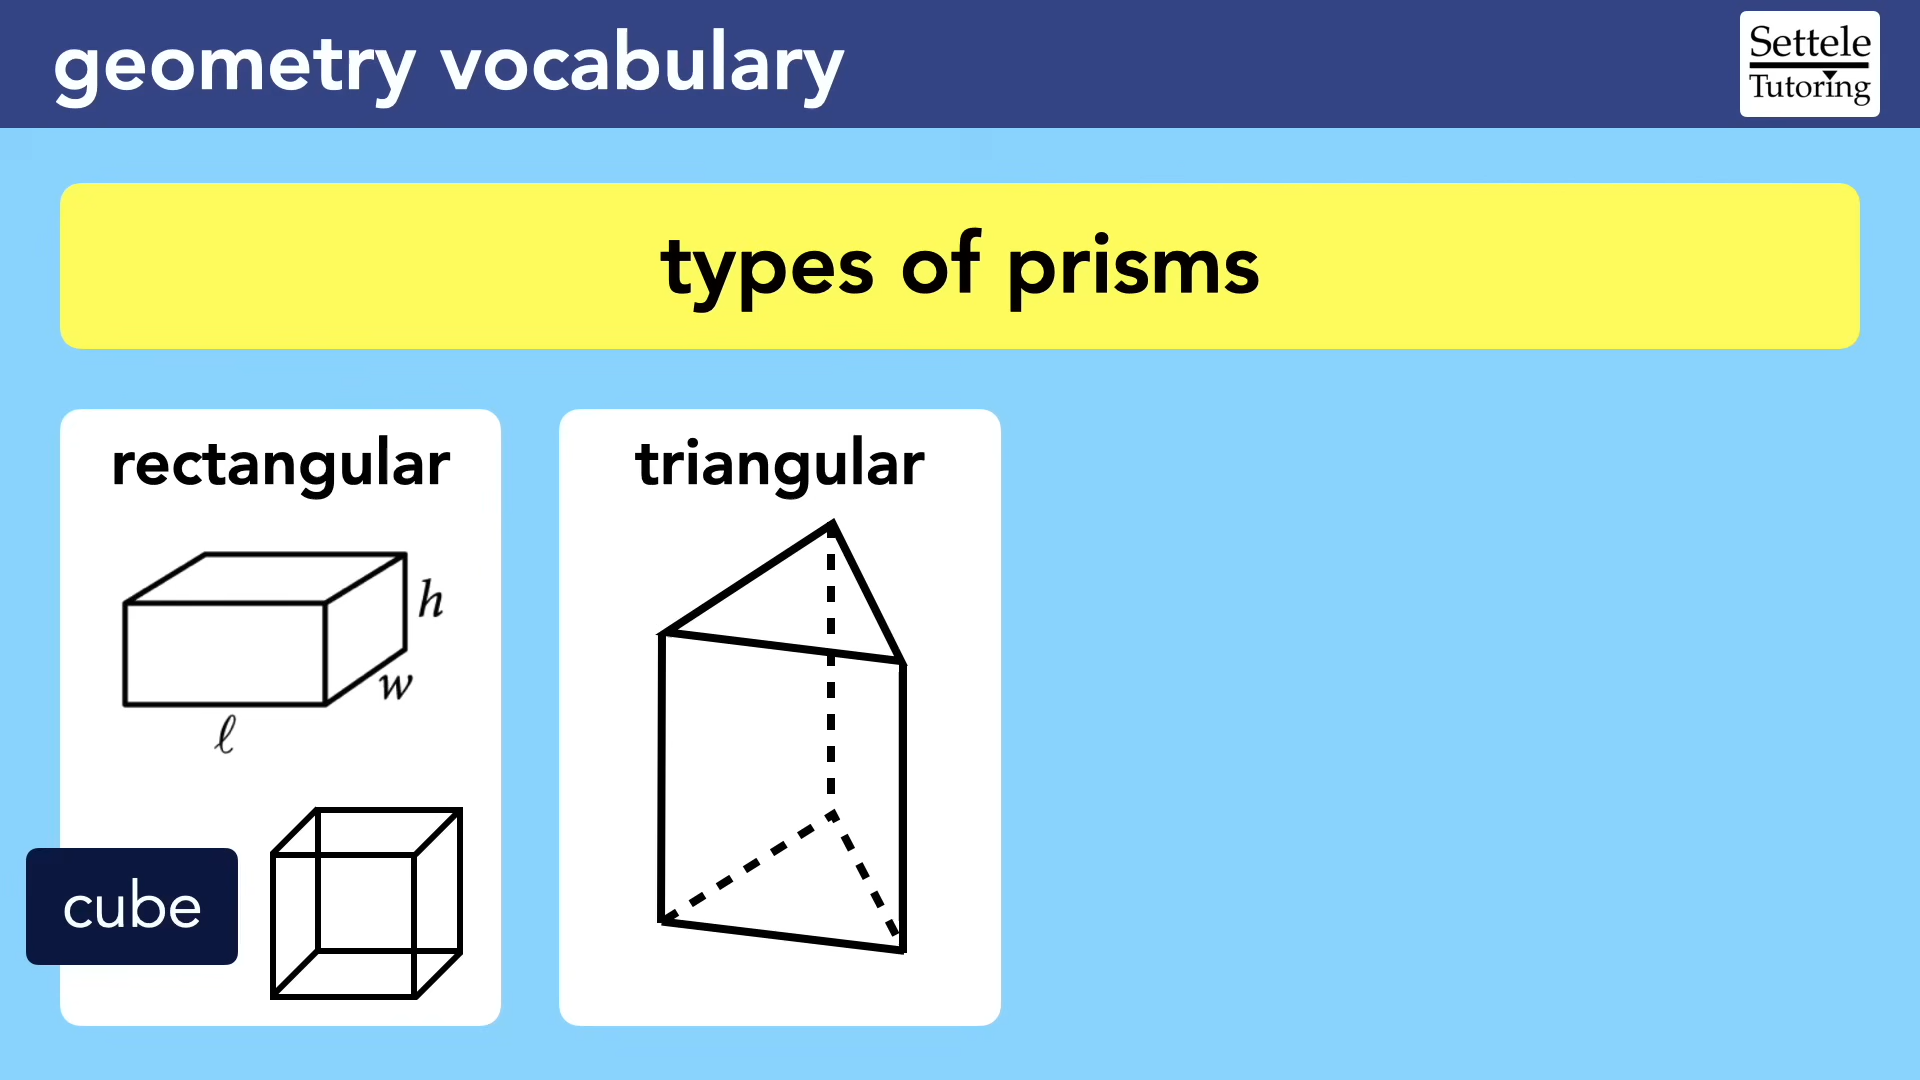 geometry vocabulary
Settele
Tutoring
types of prisms
rectangular
h
w
ℓ
cube
triangular